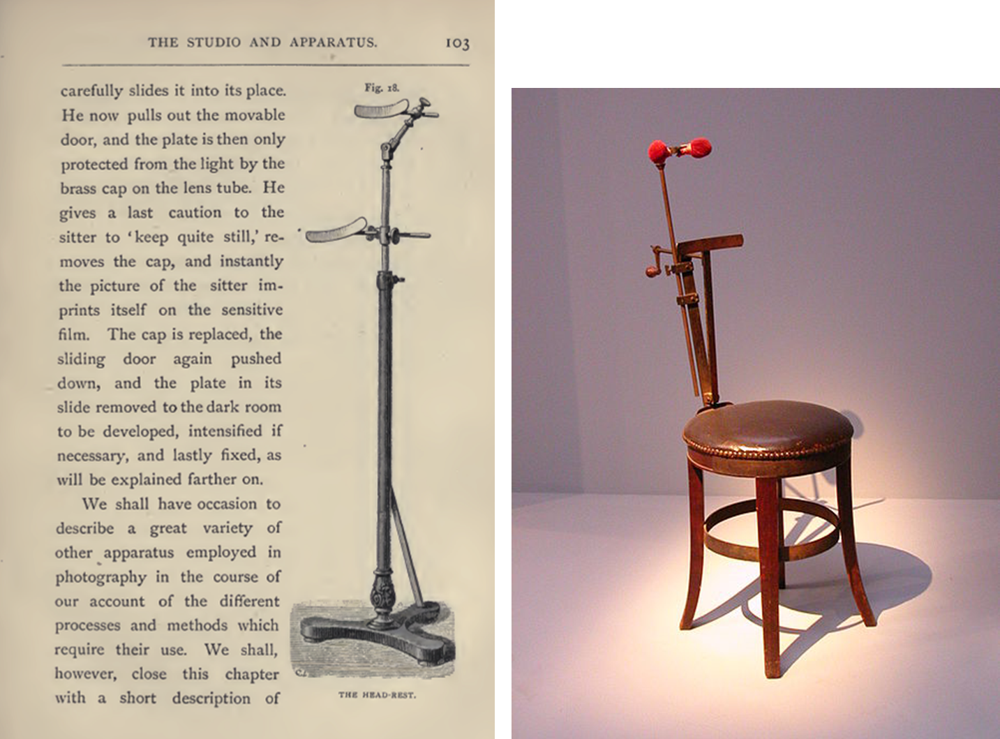 THE STUDIO AND APPARATUS. 103
carefully slides it into its place.
He now pulls out the movable
door, and the plate is then only
protected from the light by the
brass cap on the lens tube. He
gives a last caution to the
sitter to ‘keep quite still,’ re-
moves the cap, and instantly
the picture of the sitter im-
prints itself on the sensitive
film. The cap is replaced, the
sliding door again pushed
down, and the plate in its
slide removed to the dark room
to be developed, intensified if
necessary, and lastly fixed, as
will be explained farther on.
We shall have occasion to
describe a great variety of
other apparatus employed in
photography in the course of
our account of the different
processes and methods which
require their use. We shall,
however, close this chapter
with a short description of
Fig. 18.
THE HEAD-REST.